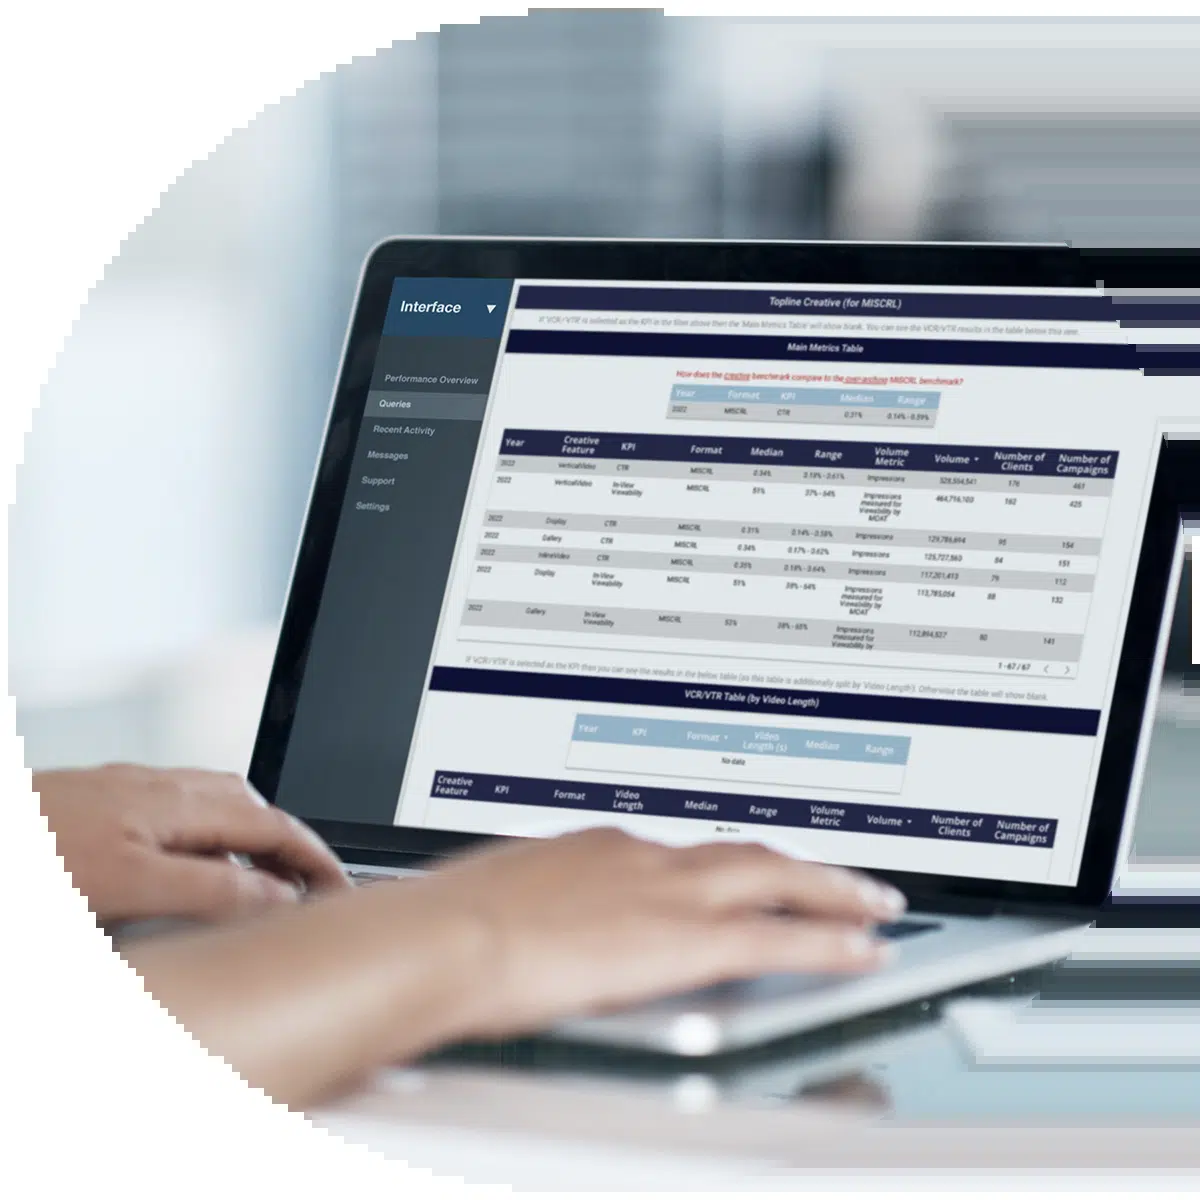 Interface ▼
Performance Overview
Queries
Recent Activity
Messages
Support
Settings
Topline Creative (for MISCRL)
If 'VCR/VTR' is selected as the KPI in the filters above then the 'Main Metrics Table' will show blank. You can see the VCR/VTR results in the table below this one.
Main Metrics Table
How does the creative benchmark compare to the over-arching MISCRL benchmark?
Year Format KPI Median Range
2022 MISCRL CTR 0.31% 0.14% - 0.59%
Year Creative Feature KPI Format Median Range Volume Metric Volume Number of Clients Number of Campaigns
2022 VerticalVideo CTR MISCRL 0.34% 0.19% - 0.61% Impressions 528,554,541 176 461
2022 VerticalVideo In-View Viewability MISCRL 51% 37% - 64% Impressions measured for Viewability by MOAT 464,716,103 162 425
2022 Display CTR MISCRL 0.31% 0.14% - 0.58% Impressions 129,786,694 95 154
2022 Gallery CTR MISCRL 0.34% 0.17% - 0.62% Impressions 125,727,560 84 151
2022 InlineVideo CTR MISCRL 0.35% 0.18% - 0.64% Impressions 117,201,413 79 112
2022 Display In-View Viewability MISCRL 51% 39% - 64% Impressions measured for Viewability by MOAT 113,785,054 88 132
2022 Gallery In-View Viewability MISCRL 53% 38% - 65% Impressions measured for Viewability by 112,894,837 80 141
1 - 67 / 67 < >
If 'VCR/VTR' is selected as the KPI then you can see the results in the below table (as this table is additionally split by 'Video Length'). Otherwise the table will show blank.
VCR/VTR Table (by Video Length)
Year KPI Format Video Length (s) Median Range
No data
Creative Feature KPI Format Video Length Median Range Volume Metric Volume Number of Clients Number of Campaigns
No data